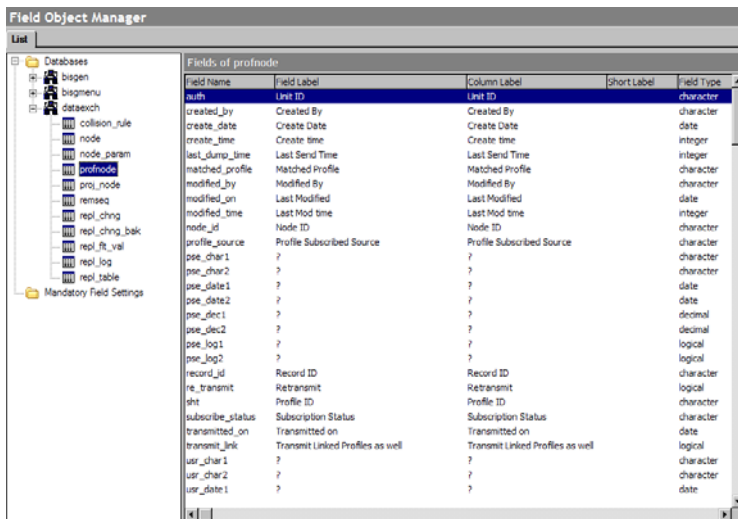 Field Object Manager
List
Databases
bisgen
bisgmenu
dataexch
collision_rule
node
node_param
profnode
proj_node
remseq
repl_chng
repl_chng_bak
repl_flt_val
repl_log
repl_table
Mandatory Field Settings
Fields of profnode
Field Name Field Label Column Label Short Label Field Type
auth Unit ID Unit ID character
created_by Created By Created By character
create_date Create Date Create Date date
create_time Create time Create time integer
last_dump_time Last Send Time Last Send Time integer
matched_profile Matched Profile Matched Profile character
modified_by Modified By Modified By character
modified_on Last Modified Last Modified date
modified_time Last Mod time Last Mod time integer
node_id Node ID Node ID character
profile_source Profile Subscribed Source Profile Subscribed Source character
pse_char1 ? ? character
pse_char2 ? ? character
pse_date1 ? ? date
pse_date2 ? ? date
pse_dec1 ? ? decimal
pse_dec2 ? ? decimal
pse_log1 ? ? logical
pse_log2 ? ? logical
record_id Record ID Record ID character
re_transmit Retransmit Retransmit logical
sht Profile ID Profile ID character
subscribe_status Subscription Status Subscription Status character
transmitted_on Transmitted on Transmitted on date
transmit_link Transmit Linked Profiles as well Transmit Linked Profiles as well logical
usr_char1 ? ? character
usr_char2 ? ? character
usr_date1 ? ? date